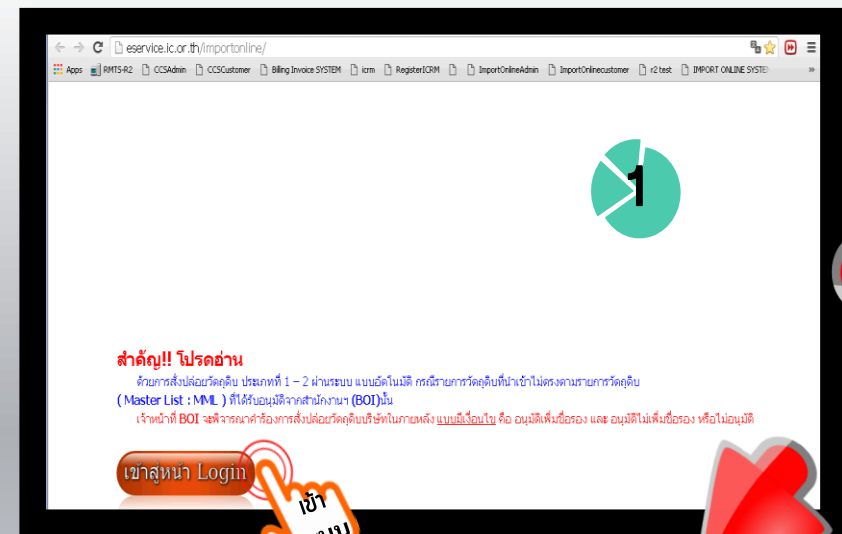 eservice.ic.or.th/importonline/
Apps RMTS-R2 CCSAdmin CCSCustomer Billing Invoice SYSTEM icrm RegisterICRM ImportOnlineAdmin ImportOnlinecustomer r2 test IMPORT ONLINE SYSTE »
1
สำคัญ!! โปรดอ่าน
ด้วยการสั่งปล่อยวัตถุดิบ ประเภทที่ 1 – 2 ผ่านระบบ แบบอัตโนมัติ กรณีรายการวัตถุดิบที่นำเข้าไม่ตรงตามรายการวัตถุดิบ
( Master List : MML ) ที่ได้รับอนุมัติจากสำนักงานฯ (BOI)นั้น
เจ้าหน้าที่ BOI จะพิจารณาคำร้องการสั่งปล่อยวัตถุดิบบริษัทในภายหลัง แบบมีเงื่อนไข คือ อนุมัติเพิ่มชื่อรอง และ อนุมัติไม่เพิ่มชื่อรอง หรือไม่อนุมัติ
เข้าสู่หน้า Login
เข้า